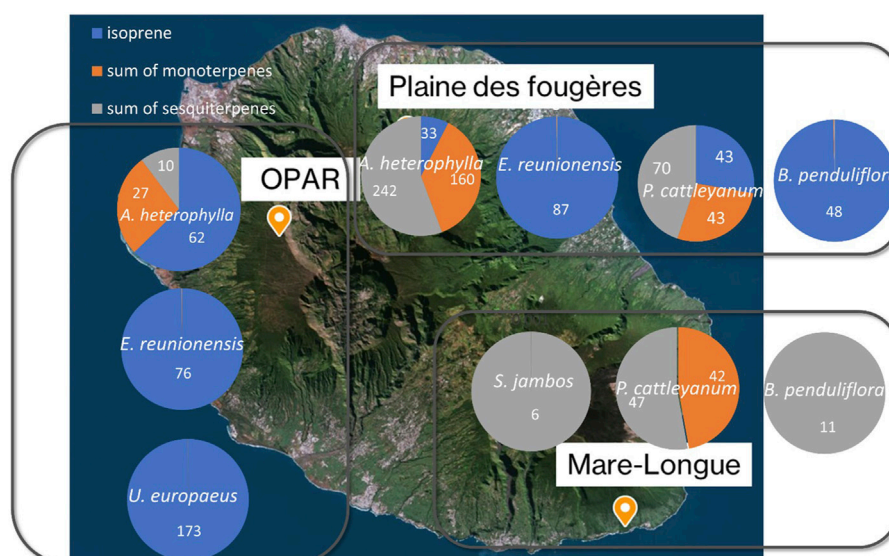 isoprene
sum of monoterpenes
sum of sesquiterpenes
Plaine des fougères
33
A. heterophylla
160
242
E. reunionensis
87
43
70
P. cattleyanum
43
B. penduliflora
48
OPAR
10
27
A. heterophylla
62
E. reunionensis
76
U. europaeus
173
S. jambos
6
42
P. cattleyanum
47
B. penduliflora
11
Mare-Longue